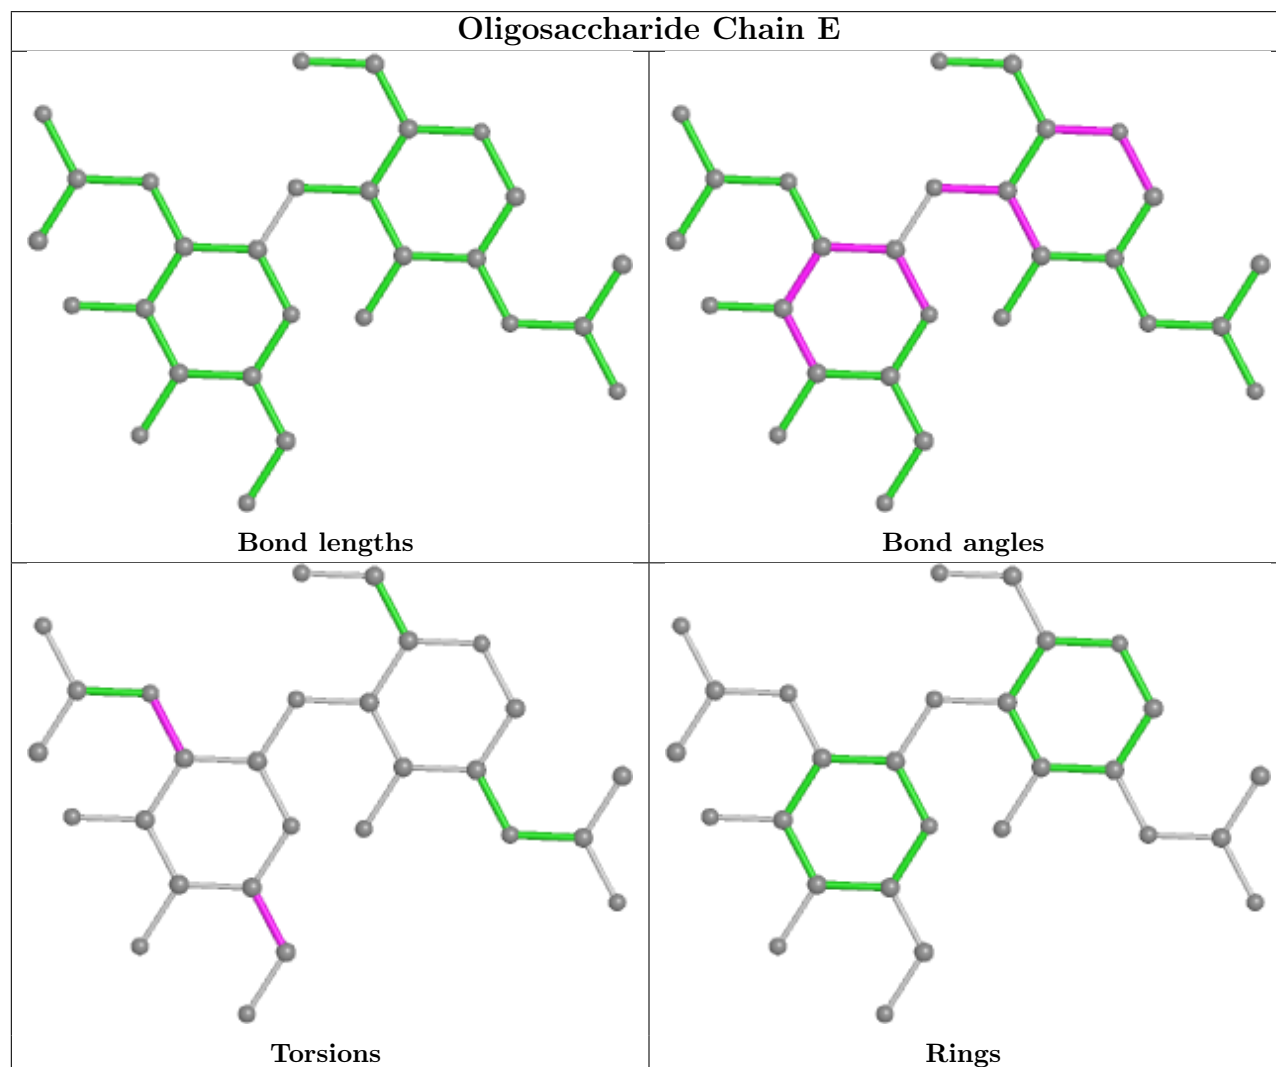 Oligosaccharide Chain E
Bond lengths
Bond angles
Torsions
Rings